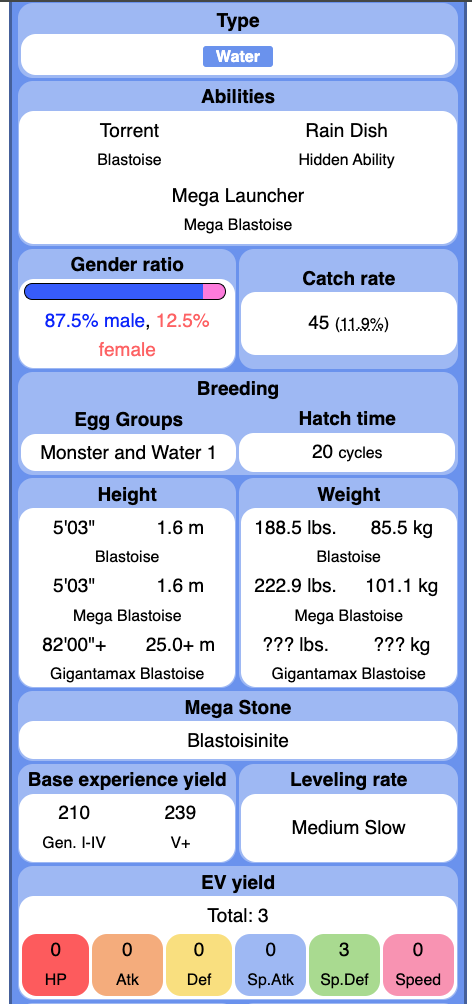 Type
Water
Abilities
Torrent Rain Dish
Blastoise Hidden Ability
Mega Launcher
Mega Blastoise
Gender ratio
87.5% male, 12.5%
female
Catch rate
45 (11.9%)
Breeding
Egg Groups
Monster and Water 1
Hatch time
20 cycles
Height
5'03" 1.6 m
Blastoise
5'03" 1.6 m
Mega Blastoise
82'00"+ 25.0+ m
Gigantamax Blastoise
Weight
188.5 lbs. 85.5 kg
Blastoise
222.9 lbs. 101.1 kg
Mega Blastoise
??? lbs. ??? kg
Gigantamax Blastoise
Mega Stone
Blastoisinite
Base experience yield
210 239
Gen. I-IV V+
Leveling rate
Medium Slow
EV yield
Total: 3
0 0 0 0 3 0
HP Atk Def Sp.Atk Sp.Def Speed